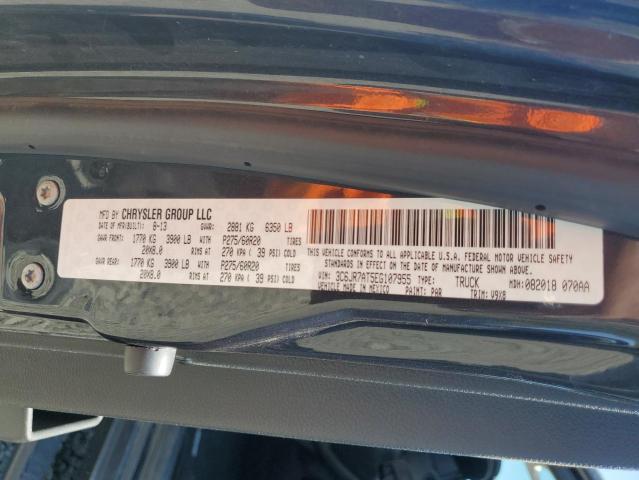 MFD BY CHRYSLER GROUP LLC
DATE OF MFR/BUILT: 8-13 GVWR: 2881 KG 6350 LB
GAWR FRONT: 1770 KG 3900 LB WITH P275/60R20 TIRES
20X8.0 RIMS AT 270 KPA ( 39 PSI) COLD
GAWR REAR: 1770 KG 3900 LB WITH P275/60R20 TIRES
20X8.0 RIMS AT 270 KPA ( 39 PSI) COLD
THIS VEHICLE CONFORMS TO ALL APPLICABLE U.S.A. FEDERAL MOTOR VEHICLE SAFETY
STANDARDS IN EFFECT ON THE DATE OF MANUFACTURE SHOWN ABOVE.
VIN: 3C6JR7AT5EG107955 TYPE: TRUCK MDH: 082018 070AA
VEHICLE MADE IN MEXICO PAINT: PAR TRIM: V9X8